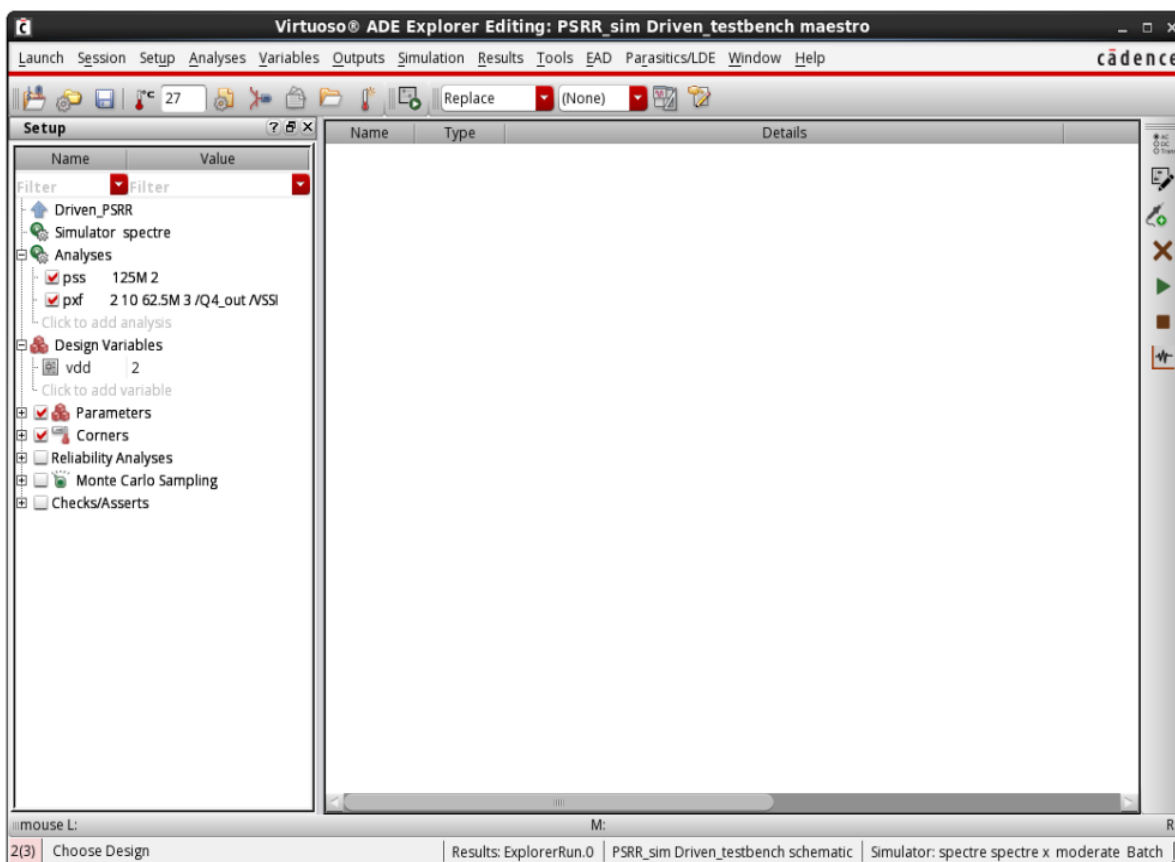 Virtuoso® ADE Explorer Editing: PSRR_sim Driven_testbench maestro
Launch Session Setup Analyses Variables Outputs Simulation Results Tools EAD Parasitics/LDE Window Help cādence
°C 27 Replace (None)
Setup
Name Value
Filter Filter
Driven_PSRR
Simulator spectre
Analyses
pss 125M 2
pxf 2 10 62.5M 3 /Q4_out /VSSI
Click to add analysis
Design Variables
vdd 2
Click to add variable
Parameters
Corners
Reliability Analyses
Monte Carlo Sampling
Checks/Asserts
Name Type Details
AC
DC
Trans
mouse L: M: R
2(3) Choose Design Results: ExplorerRun.0 PSRR_sim Driven_testbench schematic Simulator: spectre spectre x moderate Batch